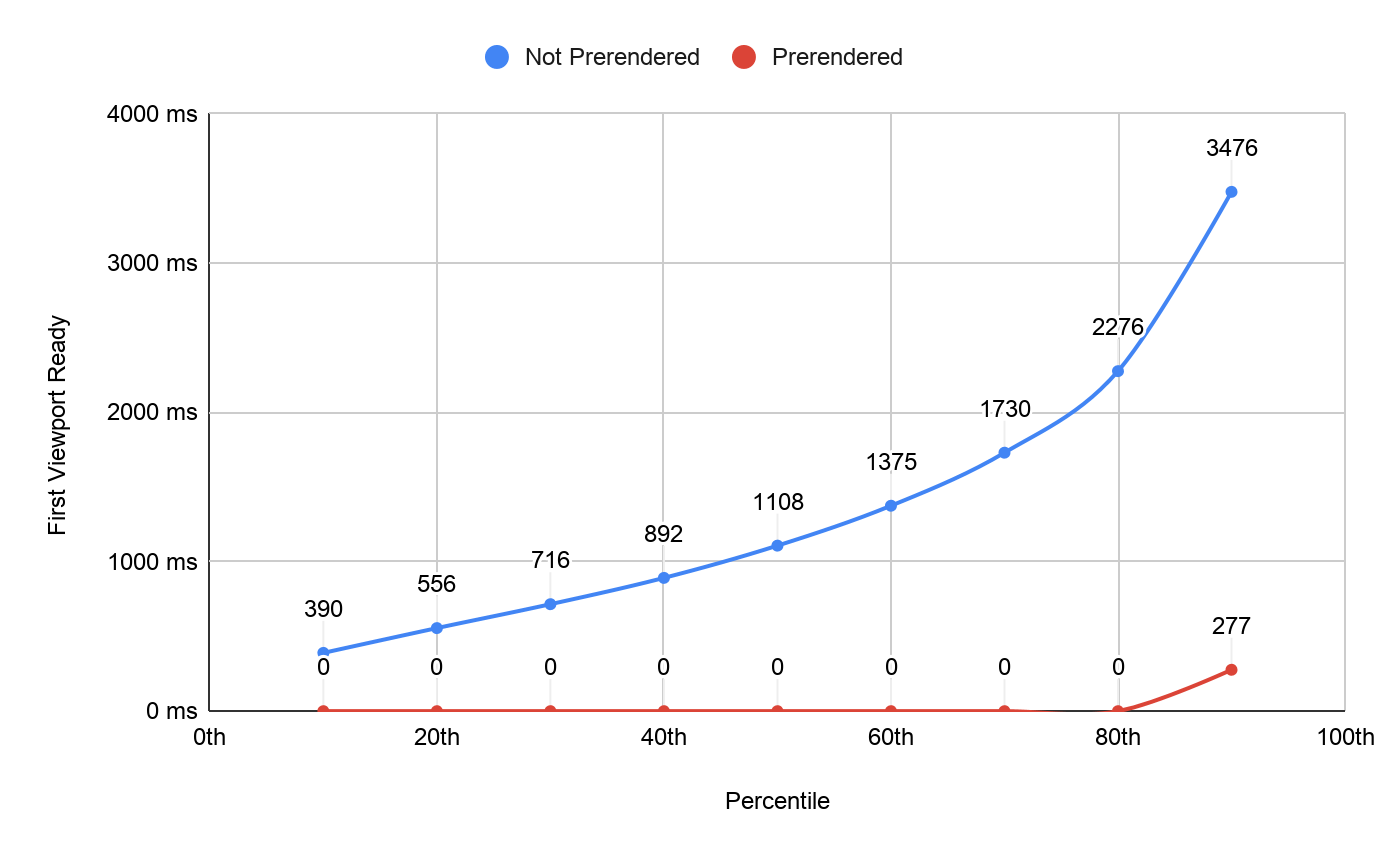 Not Prerendered Prerendered
4000 ms
3476
3000 ms
2276
2000 ms
1730
1375
1108
1000 ms
892
716
556
390
277
0 0 0 0 0 0 0 0
0 ms
0th 20th 40th 60th 80th 100th
First Viewport Ready
Percentile